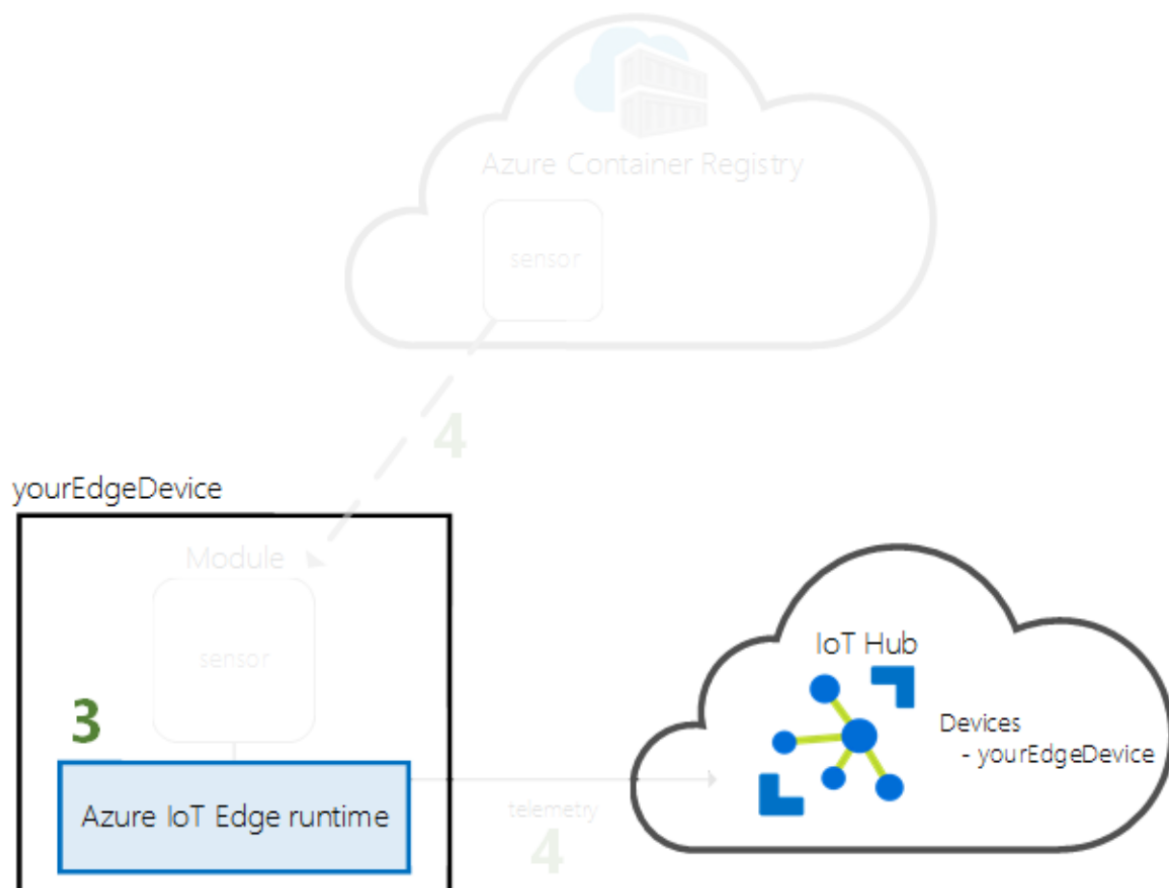 Azure Container Registry
sensor
4
yourEdgeDevice
Module
sensor
3
Azure IoT Edge runtime
telemetry
4
IoT Hub
Devices
- yourEdgeDevice